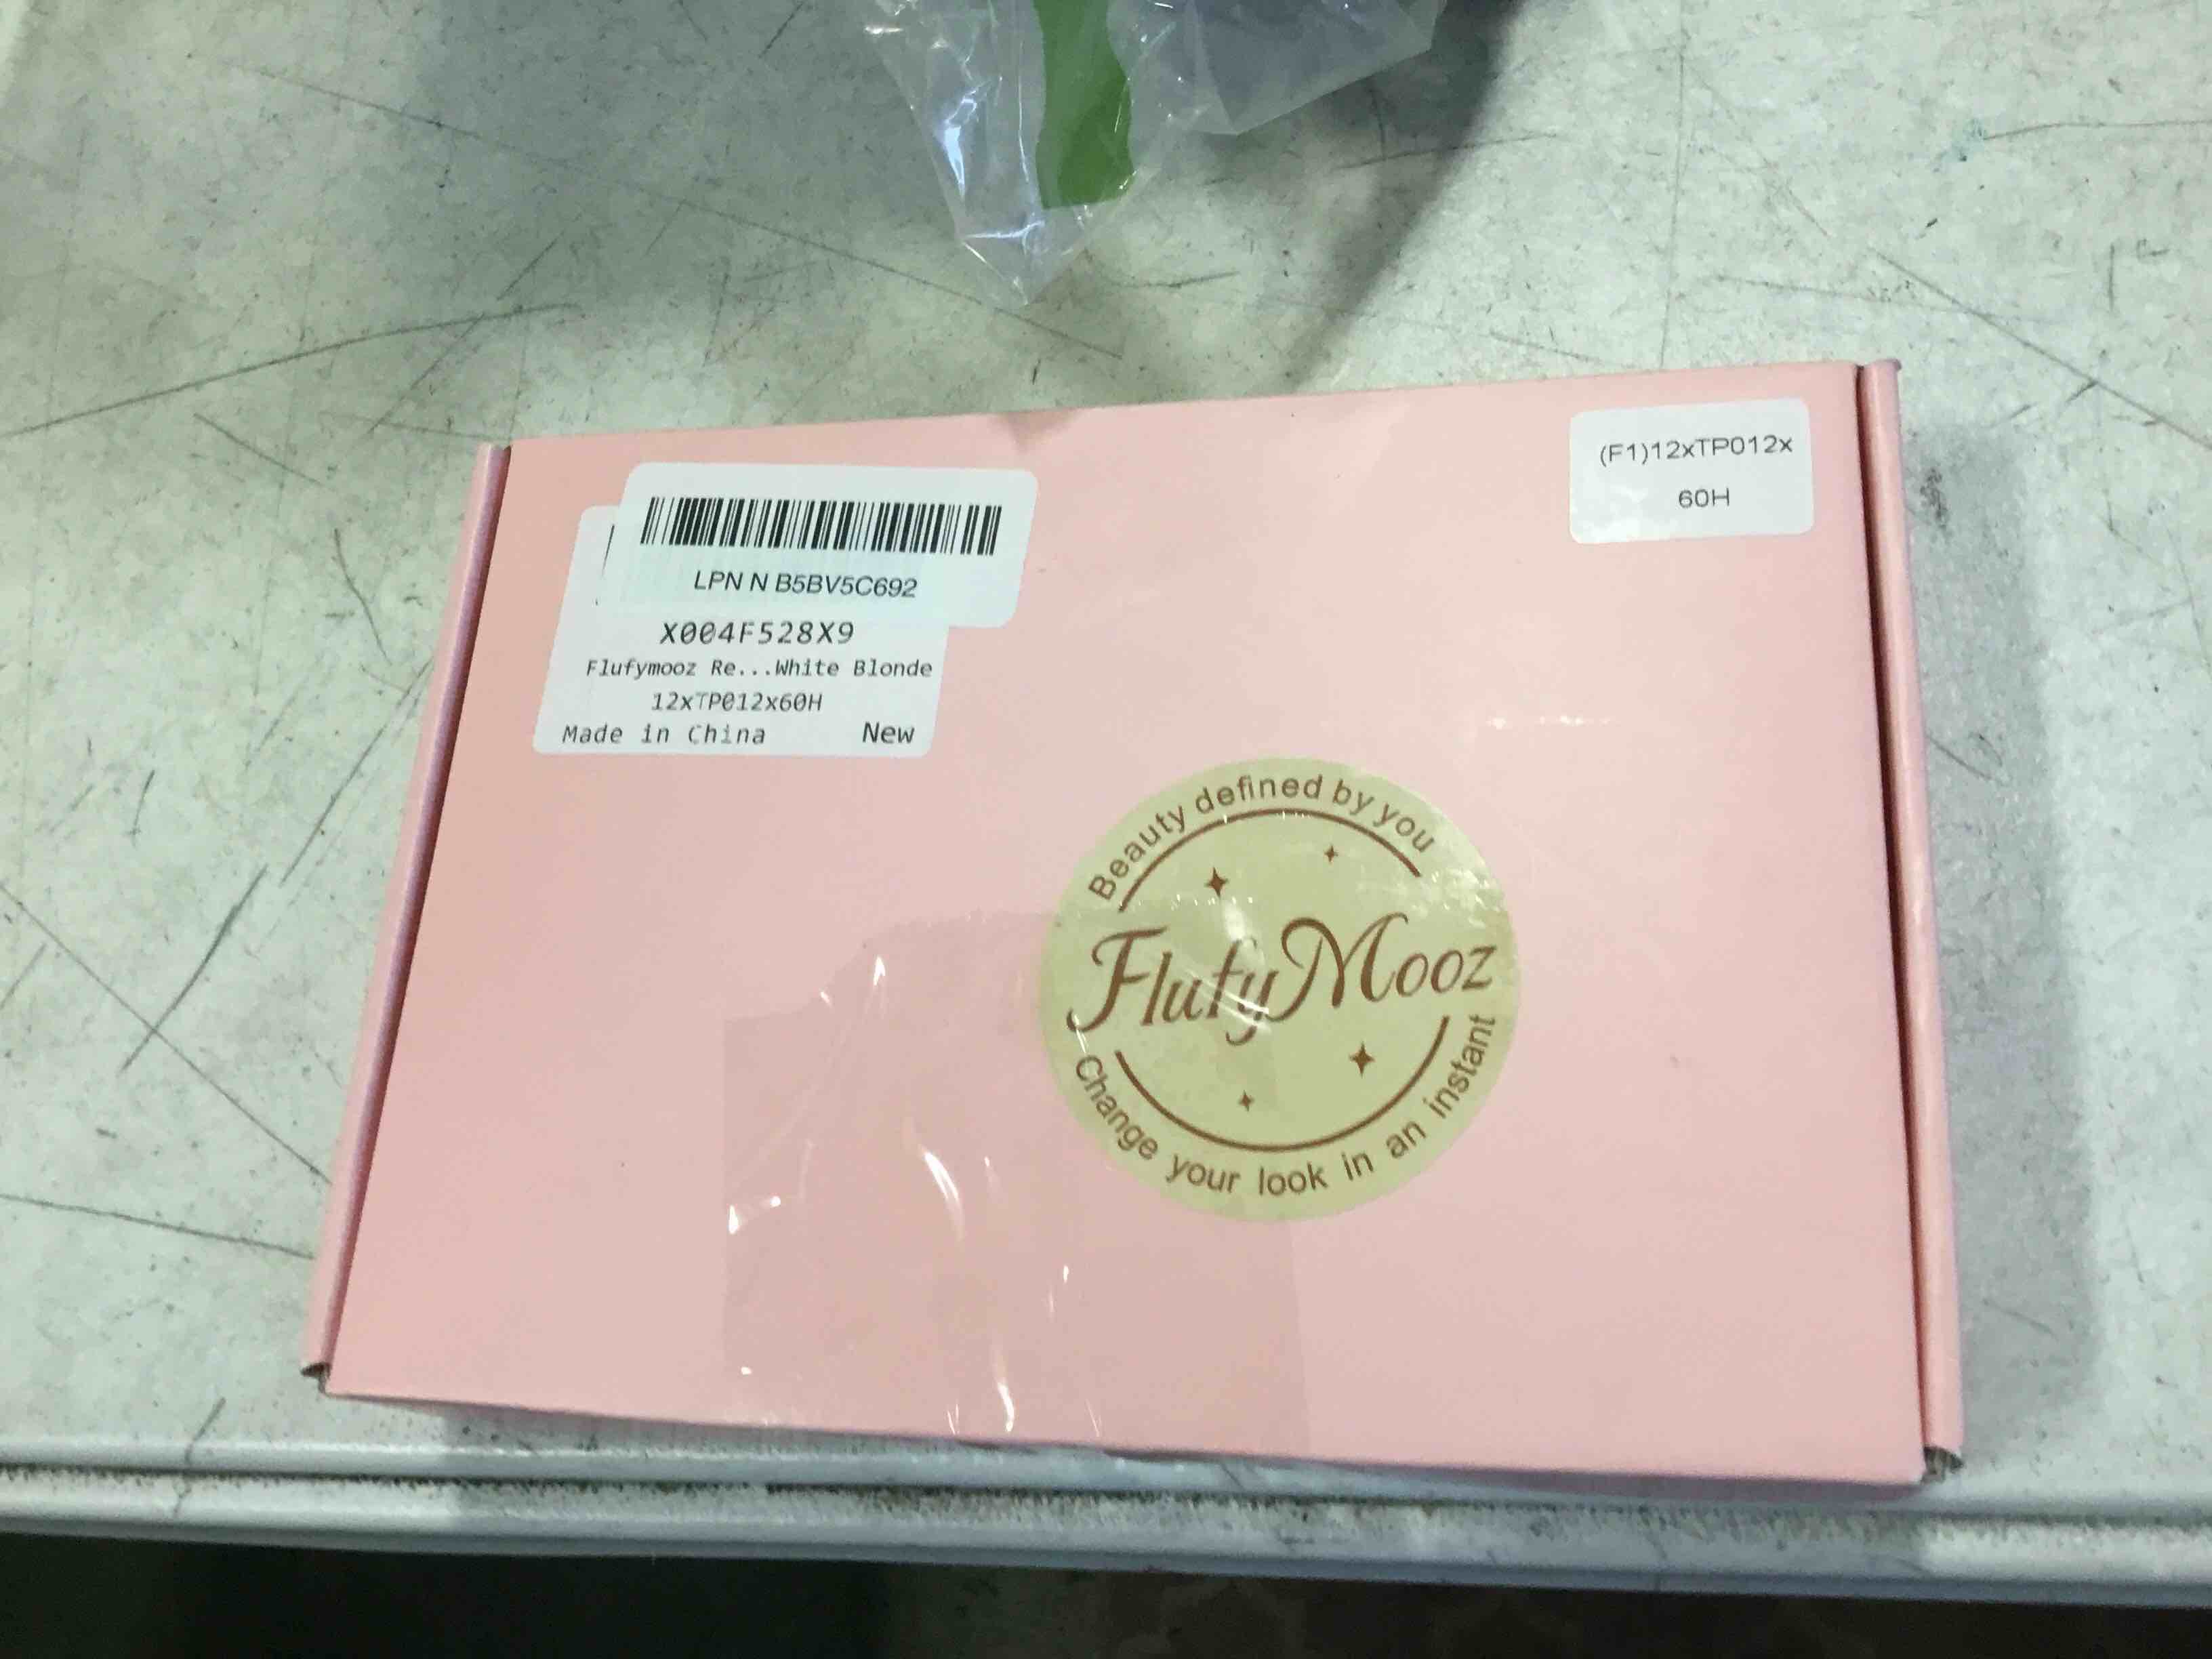 LPN N B5BV5C692
X004F528X9
Flufymooz Re...White Blonde
12xTP012x60H
Made in China New
(F1)12xTP012x
60H
Beauty defined by you
FlufyMooz
Change your look in an instant